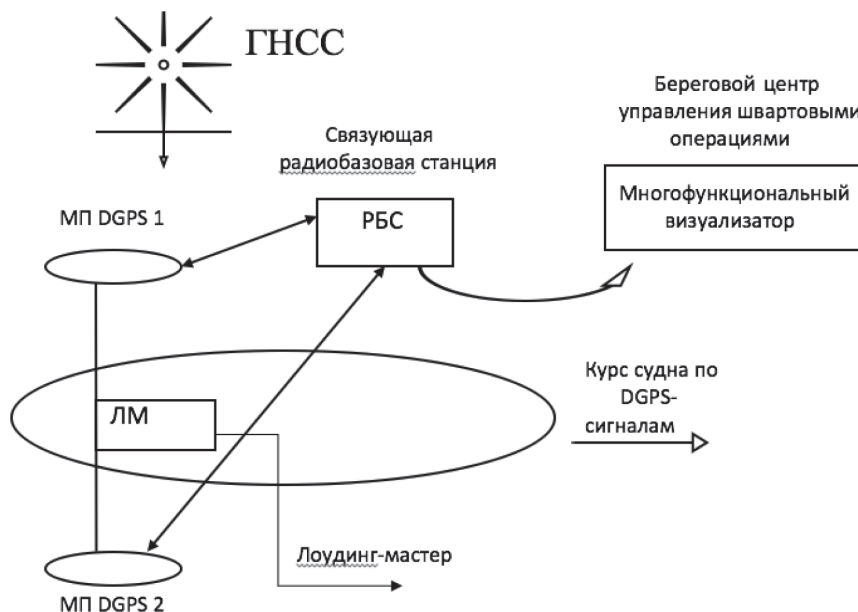 ГНСС
Береговой центр
управления швартовыми
операциями
Связующая
радиобазовая станция
Многофункциональный
визуализатор
МП DGPS 1
РБС
Курс судна по
DGPS-
сигналам
ЛМ
Лоудинг-мастер
МП DGPS 2